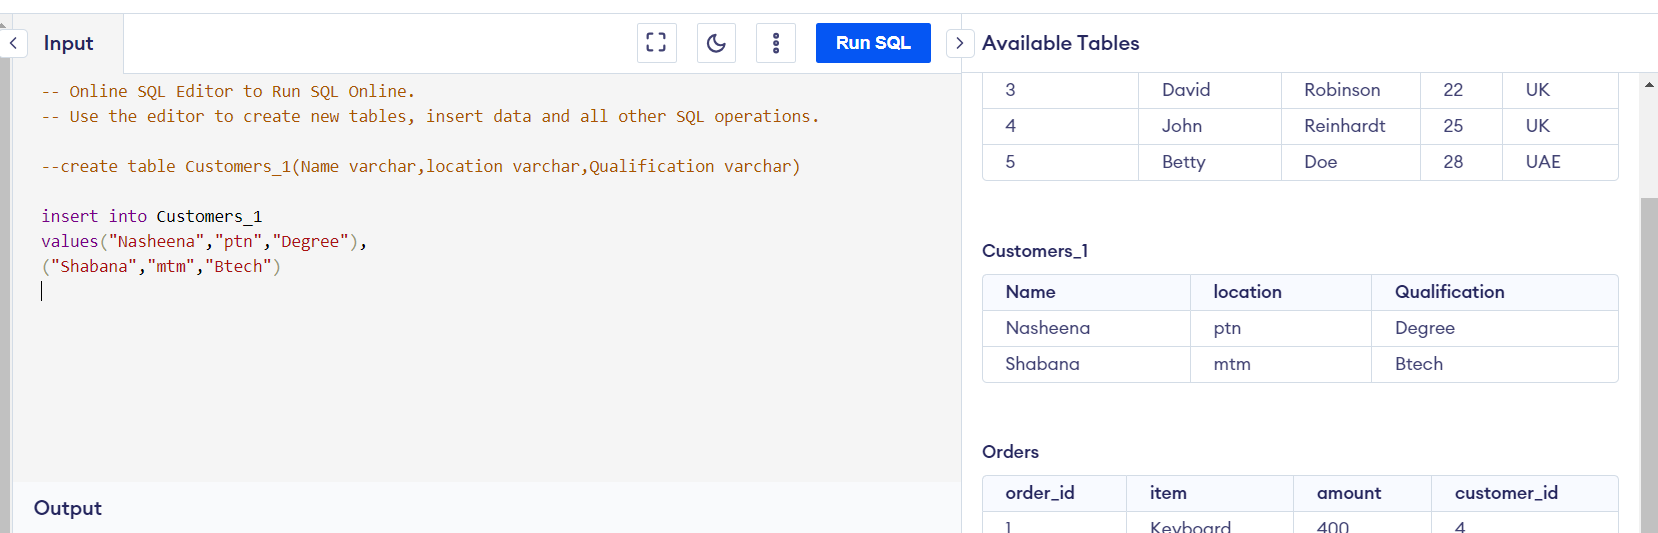 Input
Run SQL
-- Online SQL Editor to Run SQL Online.
-- Use the editor to create new tables, insert data and all other SQL operations.
--create table Customers_1(Name varchar,location varchar,Qualification varchar)
insert into Customers_1
values("Nasheena","ptn","Degree"),
("Shabana","mtm","Btech")
Output
Available Tables
3 David Robinson 22 UK
4 John Reinhardt 25 UK
5 Betty Doe 28 UAE
Customers_1
Name location Qualification
Nasheena ptn Degree
Shabana mtm Btech
Orders
order_id item amount customer_id
1 Keyboard 400 4